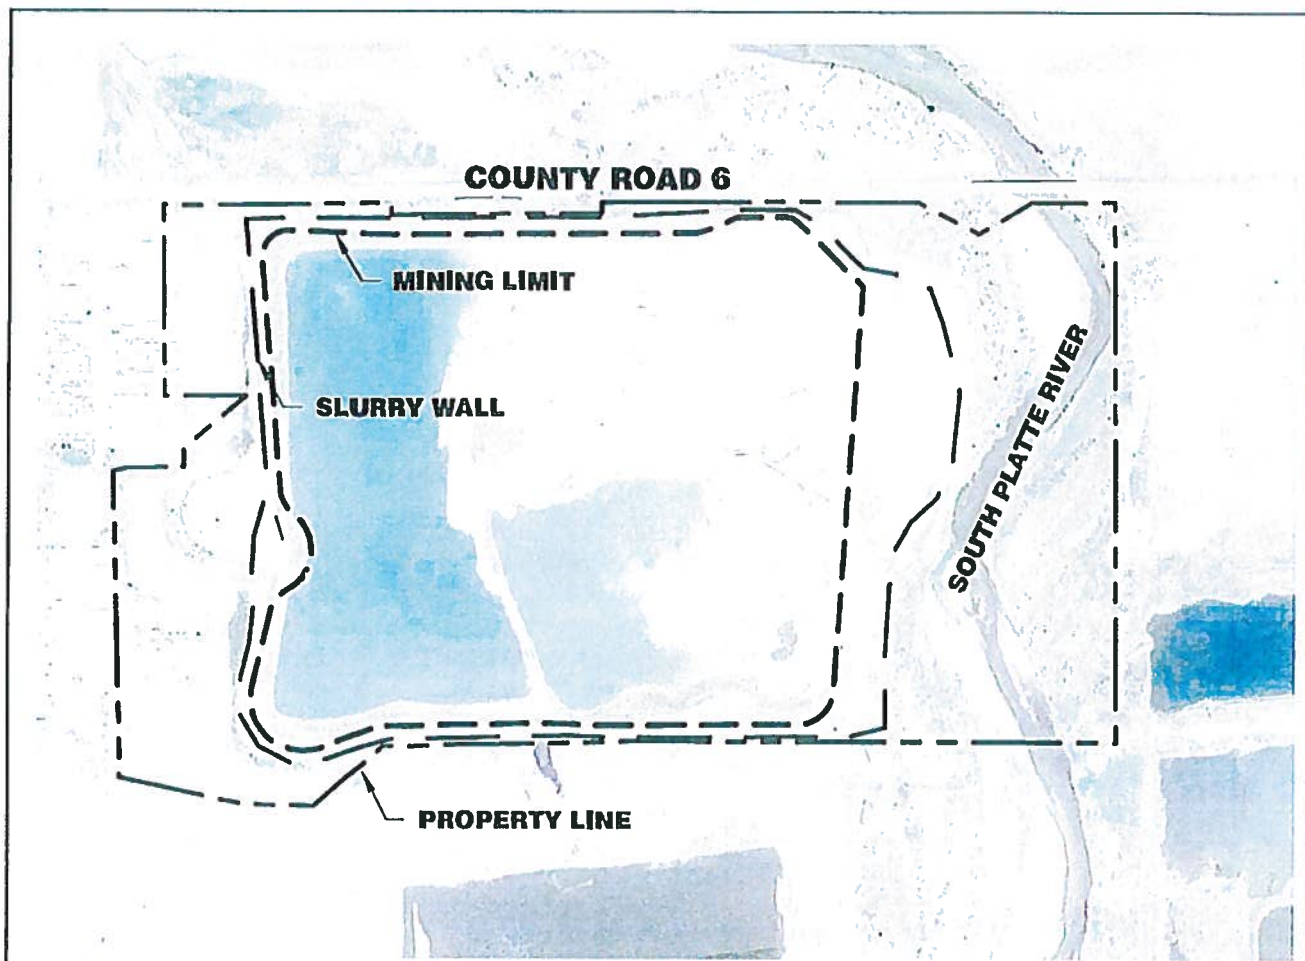 COUNTY ROAD 6
MINING LIMIT
SLURRY WALL
SOUTH PLATTE RIVER
PROPERTY LINE